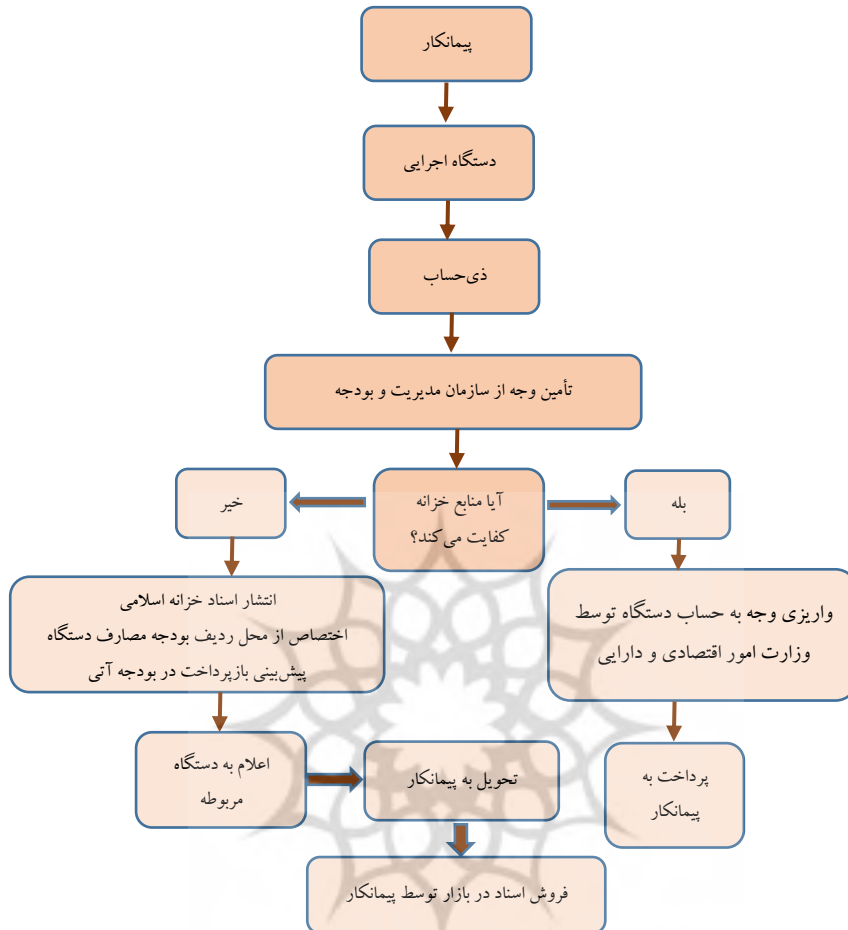 پیمانکار
دستگاه اجرایی
ذی‌حساب
تأمین وجه از سازمان مدیریت و بودجه
آیا منابع خزانه
کفایت می‌کند؟
بله
خیر
واریزی وجه به حساب دستگاه توسط
وزارت امور اقتصادی و دارایی
پرداخت به
پیمانکار
انتشار اسناد خزانه اسلامی
اختصاص از محل ردیف بودجه مصارف دستگاه
پیش‌بینی بازپرداخت در بودجه آتی
اعلام به دستگاه
مربوطه
تحویل به پیمانکار
فروش اسناد در بازار توسط پیمانکار